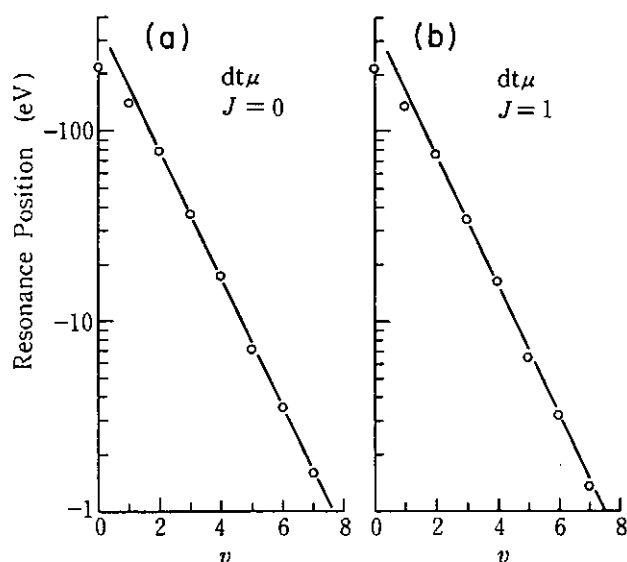 (a)
dtμ
J = 0
(b)
dtμ
J = 1
Resonance Position (eV)
-100
-10
-1
0 2 4 6 8
υ
0 2 4 6 8
υ